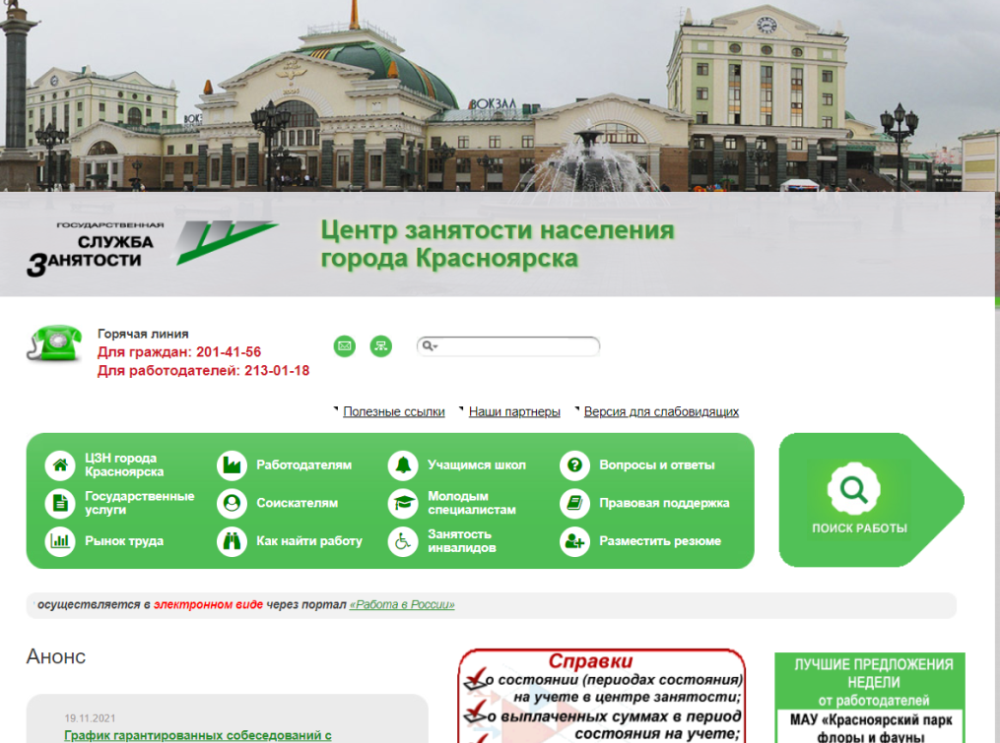 ВОКЗАЛ
ГОСУДАРСТВЕННАЯ
СЛУЖБА
ЗАНЯТОСТИ
Центр занятости населения
города Красноярска
Горячая линия
Для граждан: 201-41-56
Для работодателей: 213-01-18
Полезные ссылки Наши партнеры Версия для слабовидящих
ЦЗН города
Красноярска
Работодателям
Учащимся школ
Вопросы и ответы
Государственные
услуги
Соискателям
Молодым
специалистам
Правовая поддержка
Рынок труда
Как найти работу
Занятость
инвалидов
Разместить резюме
ПОИСК РАБОТЫ
осуществляется в электронном виде через портал «Работа в России»
Анонс
19.11.2021
График гарантированных собеседований с
Справки
о состоянии (периодах состояния)
на учете в центре занятости;
о выплаченных суммах в период
состояния на учете;
ЛУЧШИЕ ПРЕДЛОЖЕНИЯ
НЕДЕЛИ
от работодателей
МАУ «Красноярский парк
флоры и фауны